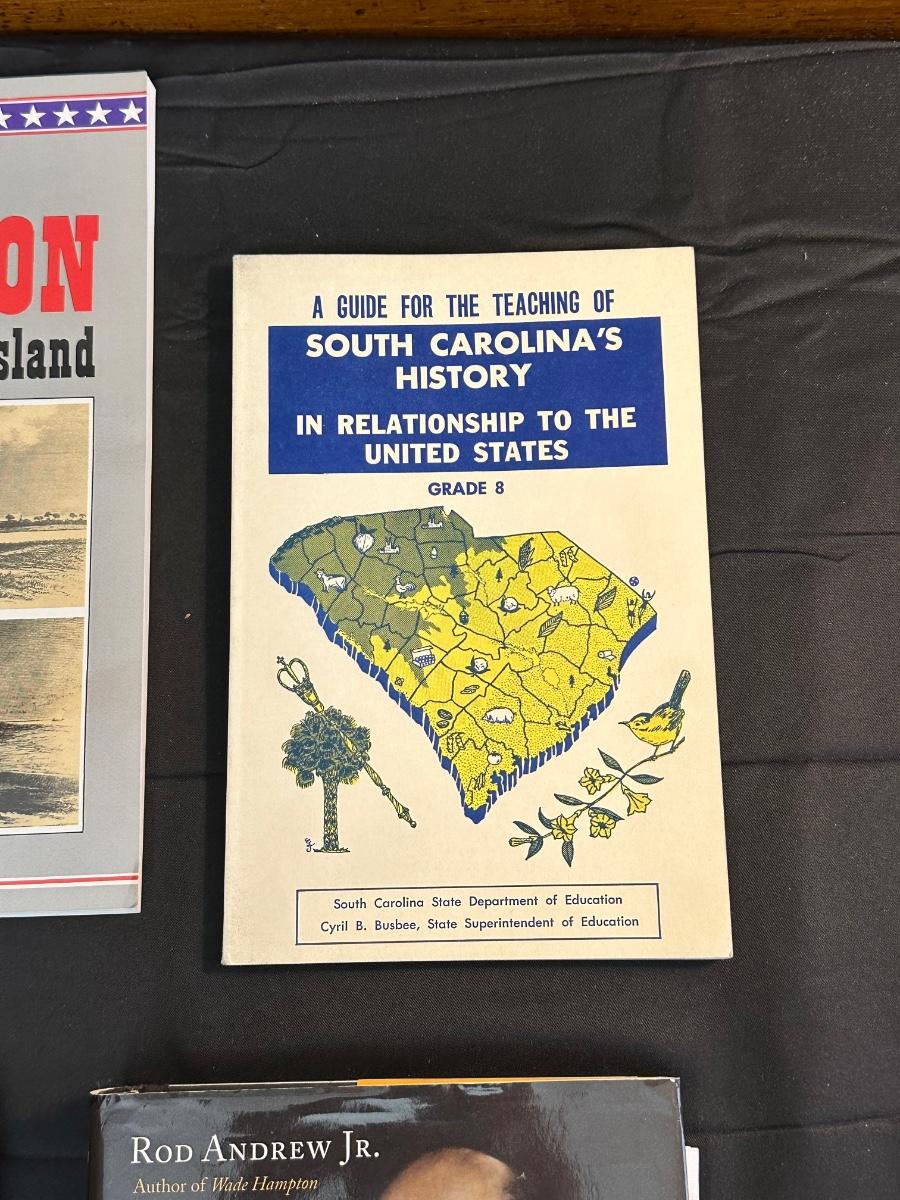 ON
sland
A GUIDE FOR THE TEACHING OF
SOUTH CAROLINA'S
HISTORY
IN RELATIONSHIP TO THE
UNITED STATES
GRADE 8
South Carolina State Department of Education
Cyril B. Busbee, State Superintendent of Education
ROD ANDREW JR.
Author of Wade Hampton